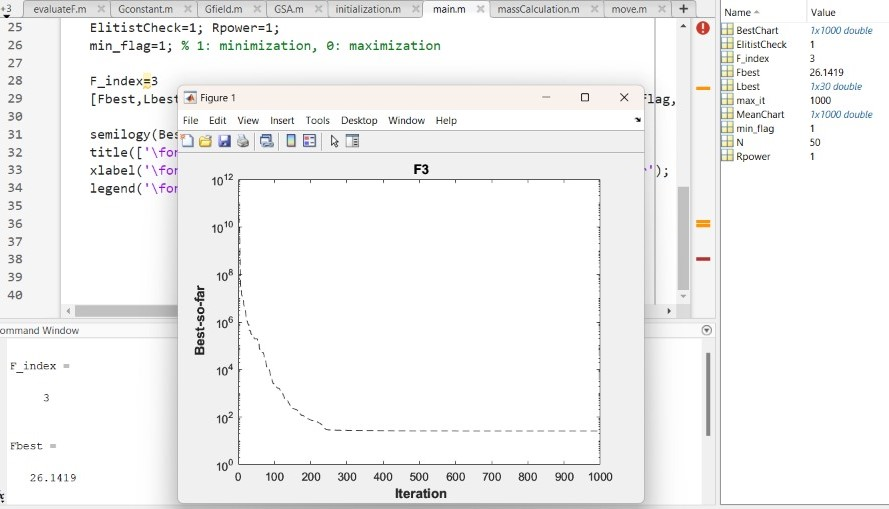 +3 evaluateF.m Gconstant.m Gfield.m GSA.m initialization.m main.m massCalculation.m move.m +
25 ElitistCheck=1; Rpower=1;
26 min_flag=1; % 1: minimization, 0: maximization
27
28 F_index=3
29 [Fbest,Lbest flag,
30
31 semilogy(Bes
32 title(['\for
33 xlabel('\for ');
34 legend('\for
35
36
37
38
39
40
Figure 1
File Edit View Insert Tools Desktop Window Help
F3
10^12
10^10
10^8
10^6
10^4
10^2
10^0
Best-so-far
0 100 200 300 400 500 600 700 800 900 1000
Iteration
ommand Window
F_index =
3
Fbest =
26.1419
Name Value
BestChart 1x1000 double
ElitistCheck 1
F_index 3
Fbest 26.1419
Lbest 1x30 double
max_it 1000
MeanChart 1x1000 double
min_flag 1
N 50
Rpower 1